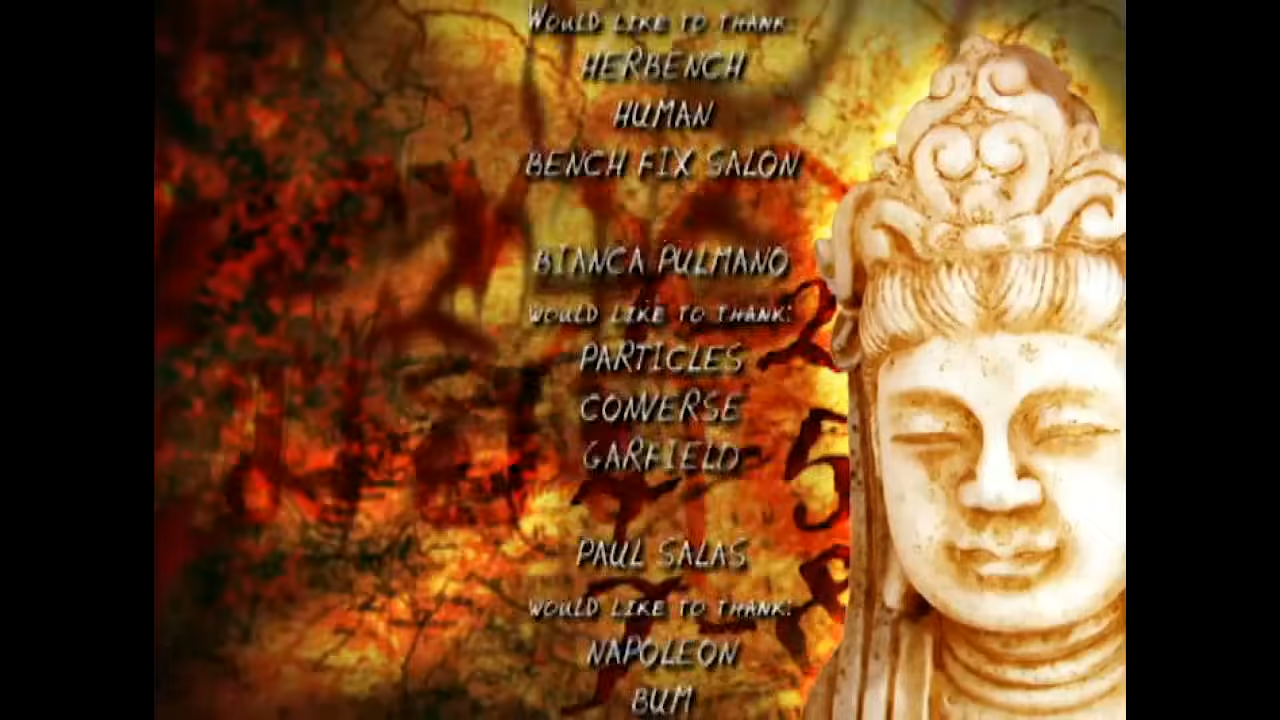 WOULD LIKE TO THANK:
HERBENCH
HUMAN
BENCH FIX SALON
BIANCA PULMANO
WOULD LIKE TO THANK:
PARTICLES
CONVERSE
GARFIELD
PAUL SALAS
WOULD LIKE TO THANK:
NAPOLEON
BUM